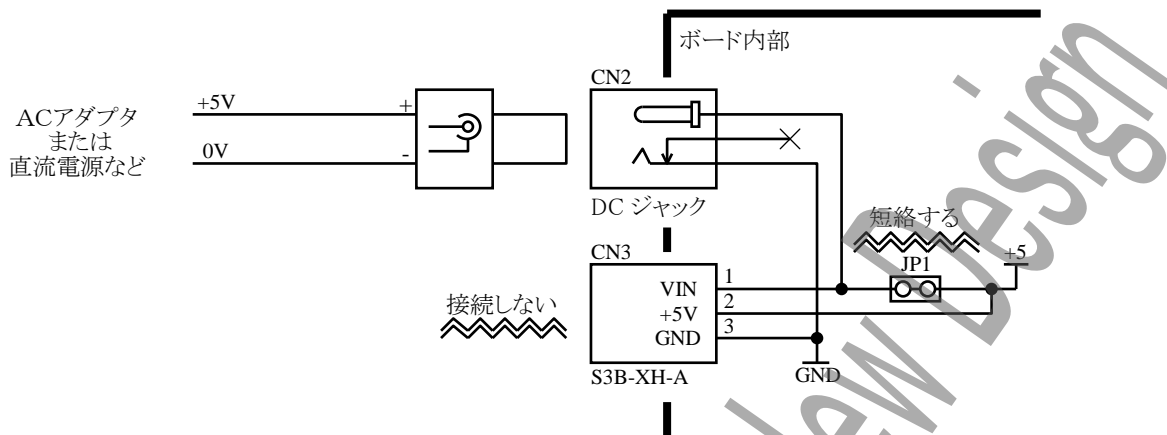 ボード内部
CN2
ACアダプタ
または
直流電源など
+5V
+
0V
-
DC ジャック
短絡する
CN3
JP1
+5
VIN
1
+5V
2
GND
3
接続しない
S3B-XH-A
GND
New Design